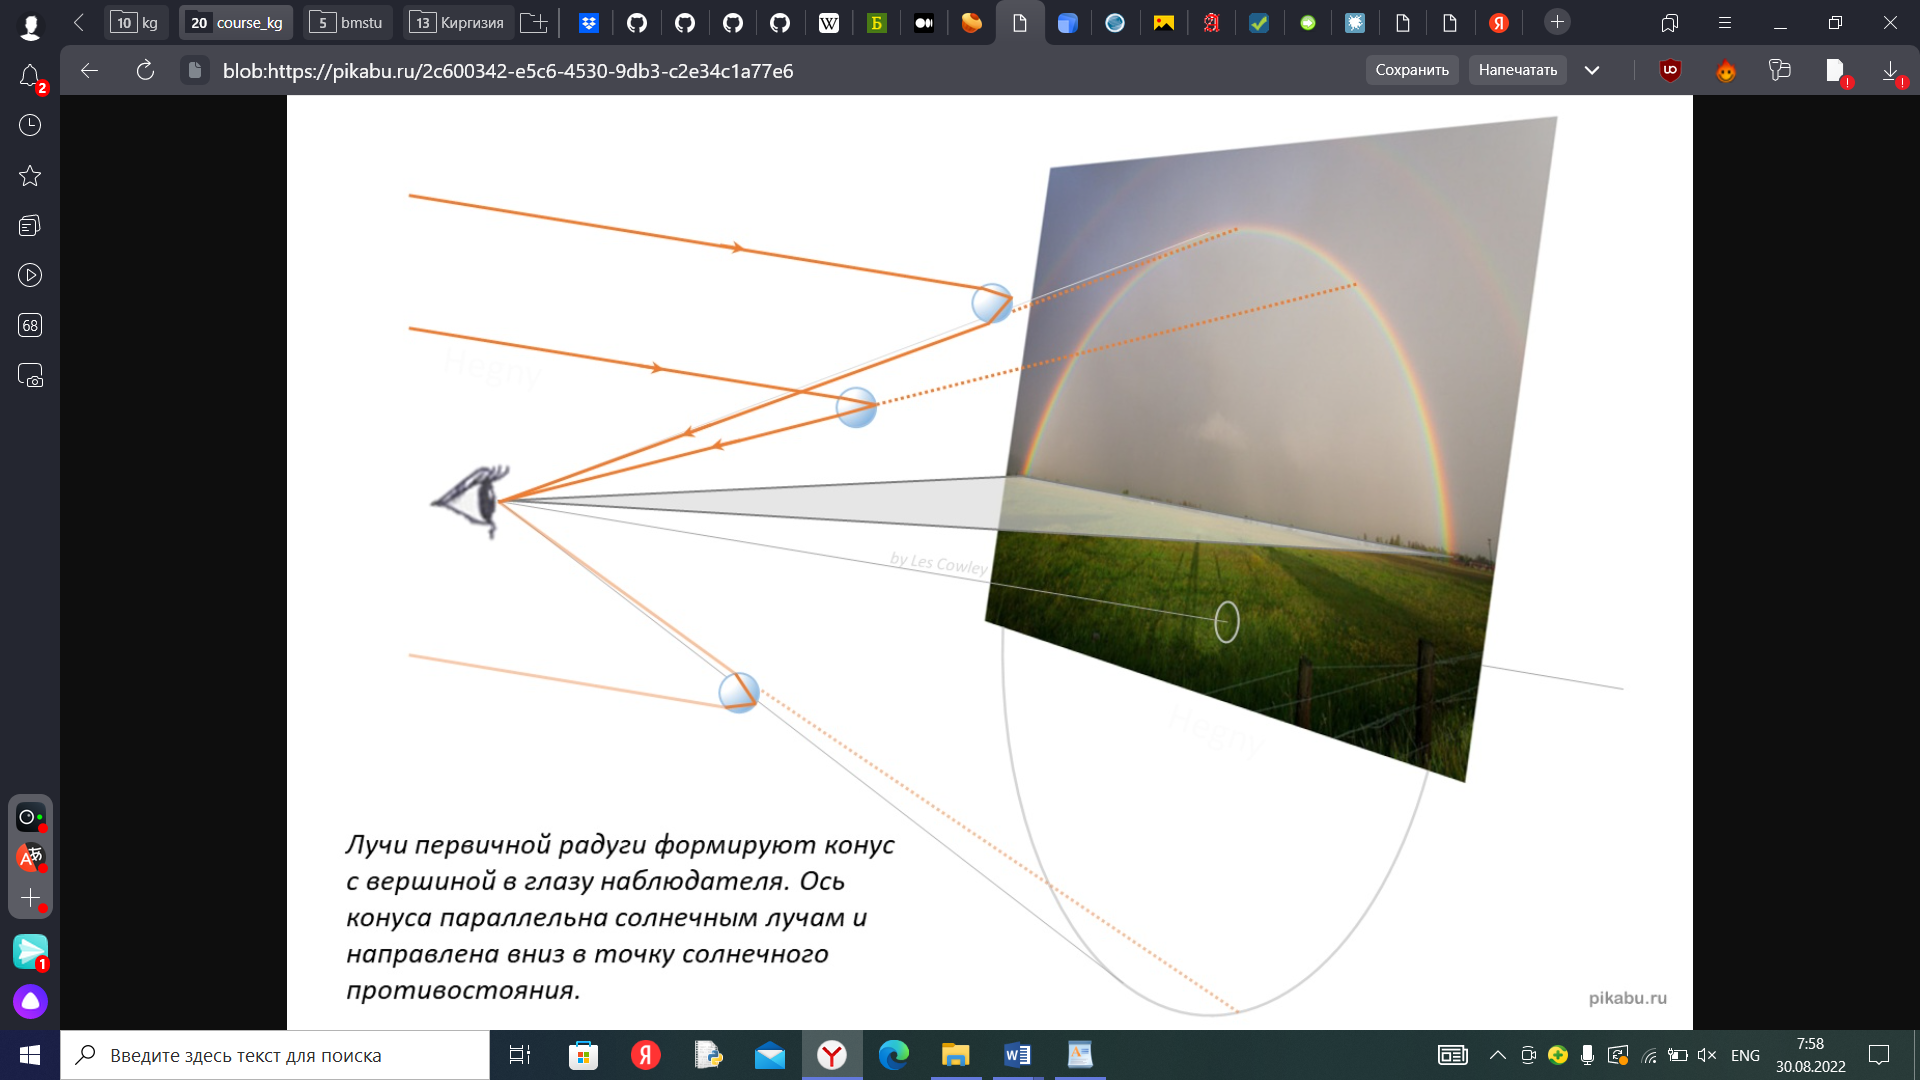 10 kg
20 course_kg
5 bmstu
13 Киргизия
blob:https://pikabu.ru/2c600342-e5c6-4530-9db3-c2e34c1a77e6
Сохранить
Напечатать
2
68
Hegny
by Les Cowley
Hegny
Лучи первичной радуги формируют конус
с вершиной в глазу наблюдателя. Ось
конуса параллельна солнечным лучам и
направлена вниз в точку солнечного
противостояния.
pikabu.ru
1
Введите здесь текст для поиска
ENG
7:58
30.08.2022